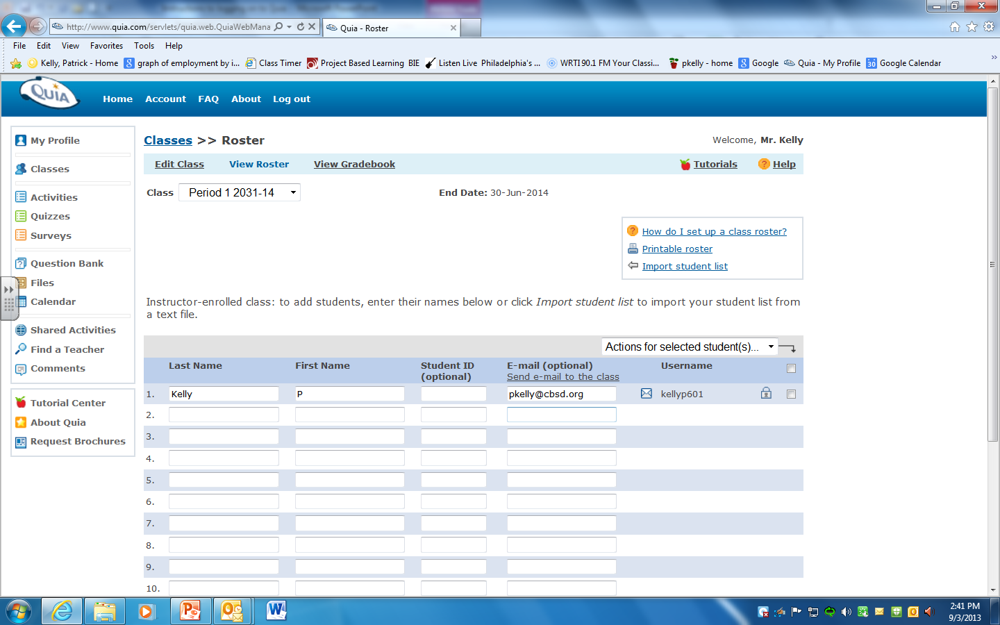 http://www.quia.com/servlets/quia.web.QuiaWebMana
Quia - Roster
File Edit View Favorites Tools Help
Kelly, Patrick - Home graph of employment by i... Class Timer Project Based Learning BIE Listen Live Philadelphia's ... WRTI 90.1 FM Your Classi... pkelly - home Google Quia - My Profile Google Calendar
QUIA
Home Account FAQ About Log out
My Profile
Classes
Activities
Quizzes
Surveys
Question Bank
Files
Calendar
Shared Activities
Find a Teacher
Comments
Tutorial Center
About Quia
Request Brochures
Classes >> Roster
Welcome, Mr. Kelly
Edit Class View Roster View Gradebook Tutorials Help
Class Period 1 2031-14 End Date: 30-Jun-2014
How do I set up a class roster?
Printable roster
Import student list
Instructor-enrolled class: to add students, enter their names below or click Import student list to import your student list from
a text file.
Actions for selected student(s)...
Last Name First Name Student ID (optional) E-mail (optional) Username
Send e-mail to the class
1. Kelly P pkelly@cbsd.org kellyp601
2.
3.
4.
5.
6.
7.
8.
9.
10.
2:41 PM
9/3/2013